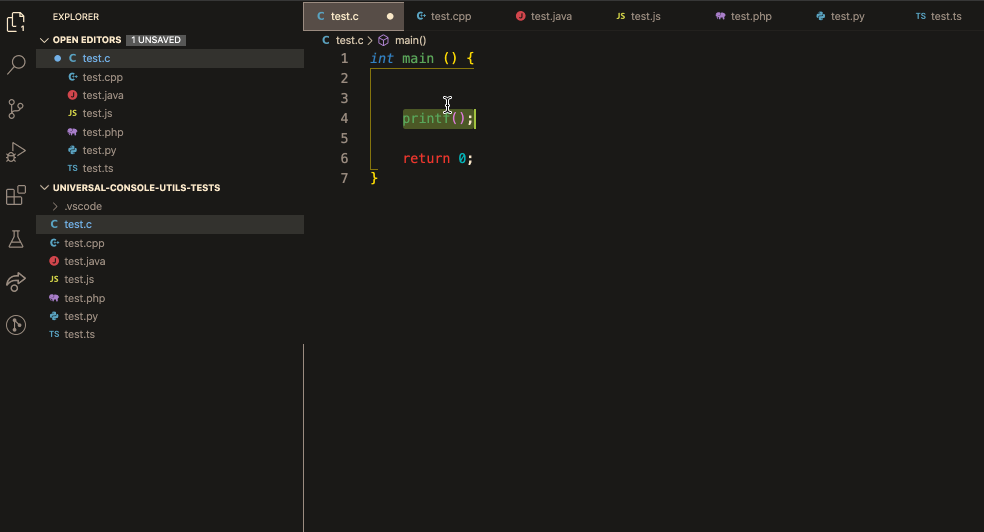 EXPLORER
OPEN EDITORS 1 UNSAVED
C test.c
C+ test.cpp
J test.java
JS test.js
test.php
test.py
TS test.ts
UNIVERSAL-CONSOLE-UTILS-TESTS
> .vscode
C test.c
C+ test.cpp
J test.java
JS test.js
test.php
test.py
TS test.ts
C test.c C+ test.cpp J test.java JS test.js test.php test.py TS test.ts
C test.c > main()
1 int main () {
2
3
4 printf();
5
6 return 0;
7 }
1